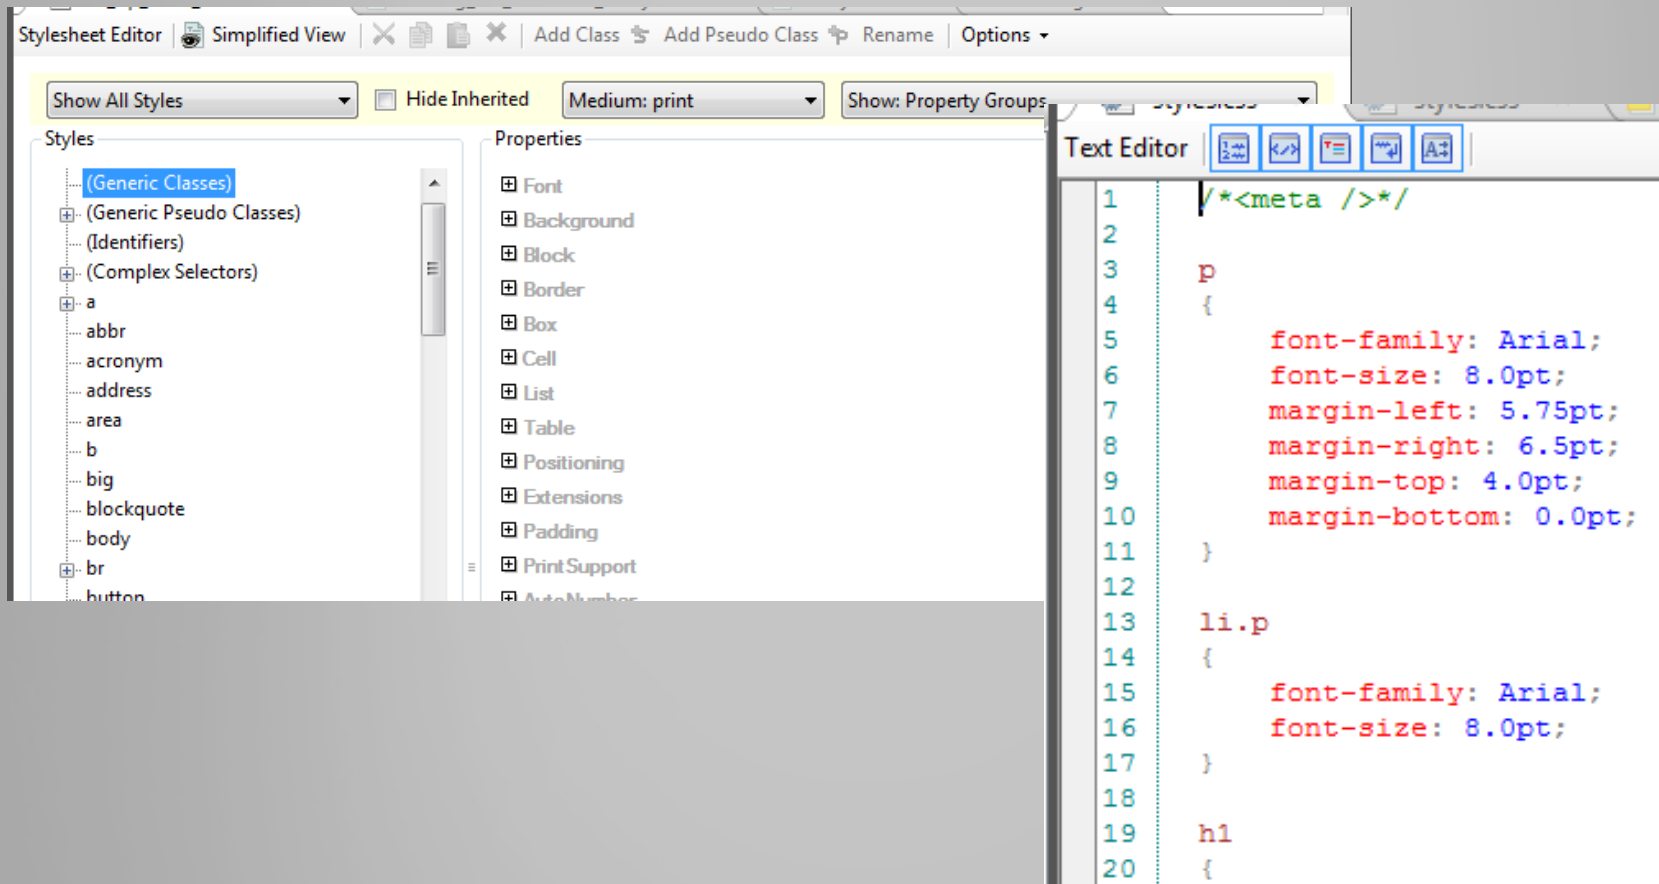 Stylesheet Editor Simplified View Add Class Add Pseudo Class Rename Options
Show All Styles Hide Inherited Medium: print Show: Property Groups
Styles
(Generic Classes)
(Generic Pseudo Classes)
(Identifiers)
(Complex Selectors)
a
abbr
acronym
address
area
b
big
blockquote
body
br
button
Properties
Font
Background
Block
Border
Box
Cell
List
Table
Positioning
Extensions
Padding
PrintSupport
AutoNumber
Text Editor
1 /*<meta />*/
2
3 p
4 {
5 font-family: Arial;
6 font-size: 8.0pt;
7 margin-left: 5.75pt;
8 margin-right: 6.5pt;
9 margin-top: 4.0pt;
10 margin-bottom: 0.0pt;
11 }
12
13 li.p
14 {
15 font-family: Arial;
16 font-size: 8.0pt;
17 }
18
19 h1
20 {